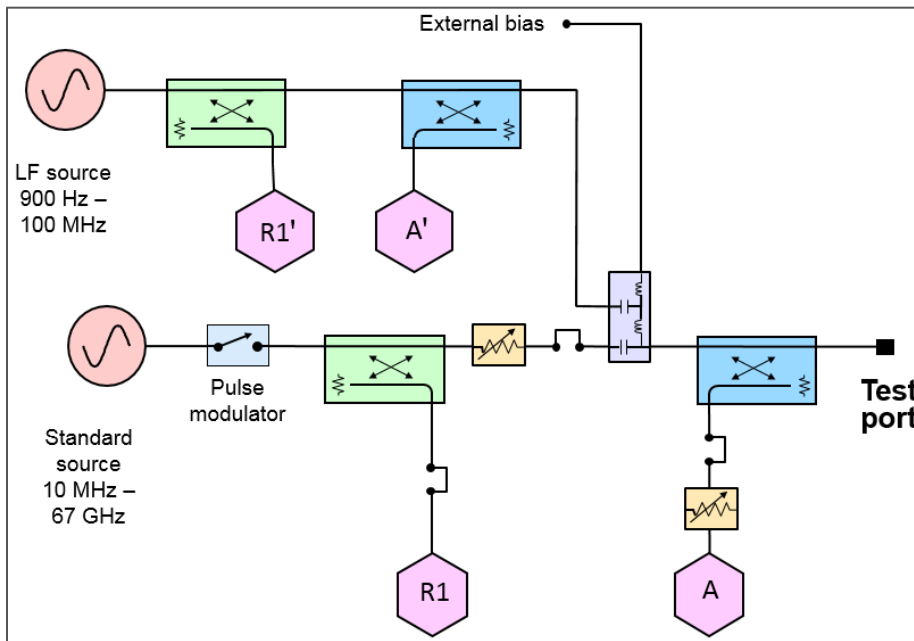 External bias
LF source
900 Hz –
100 MHz
R1'
A'
Pulse
modulator
Standard
source
10 MHz –
67 GHz
Test
port
R1
A